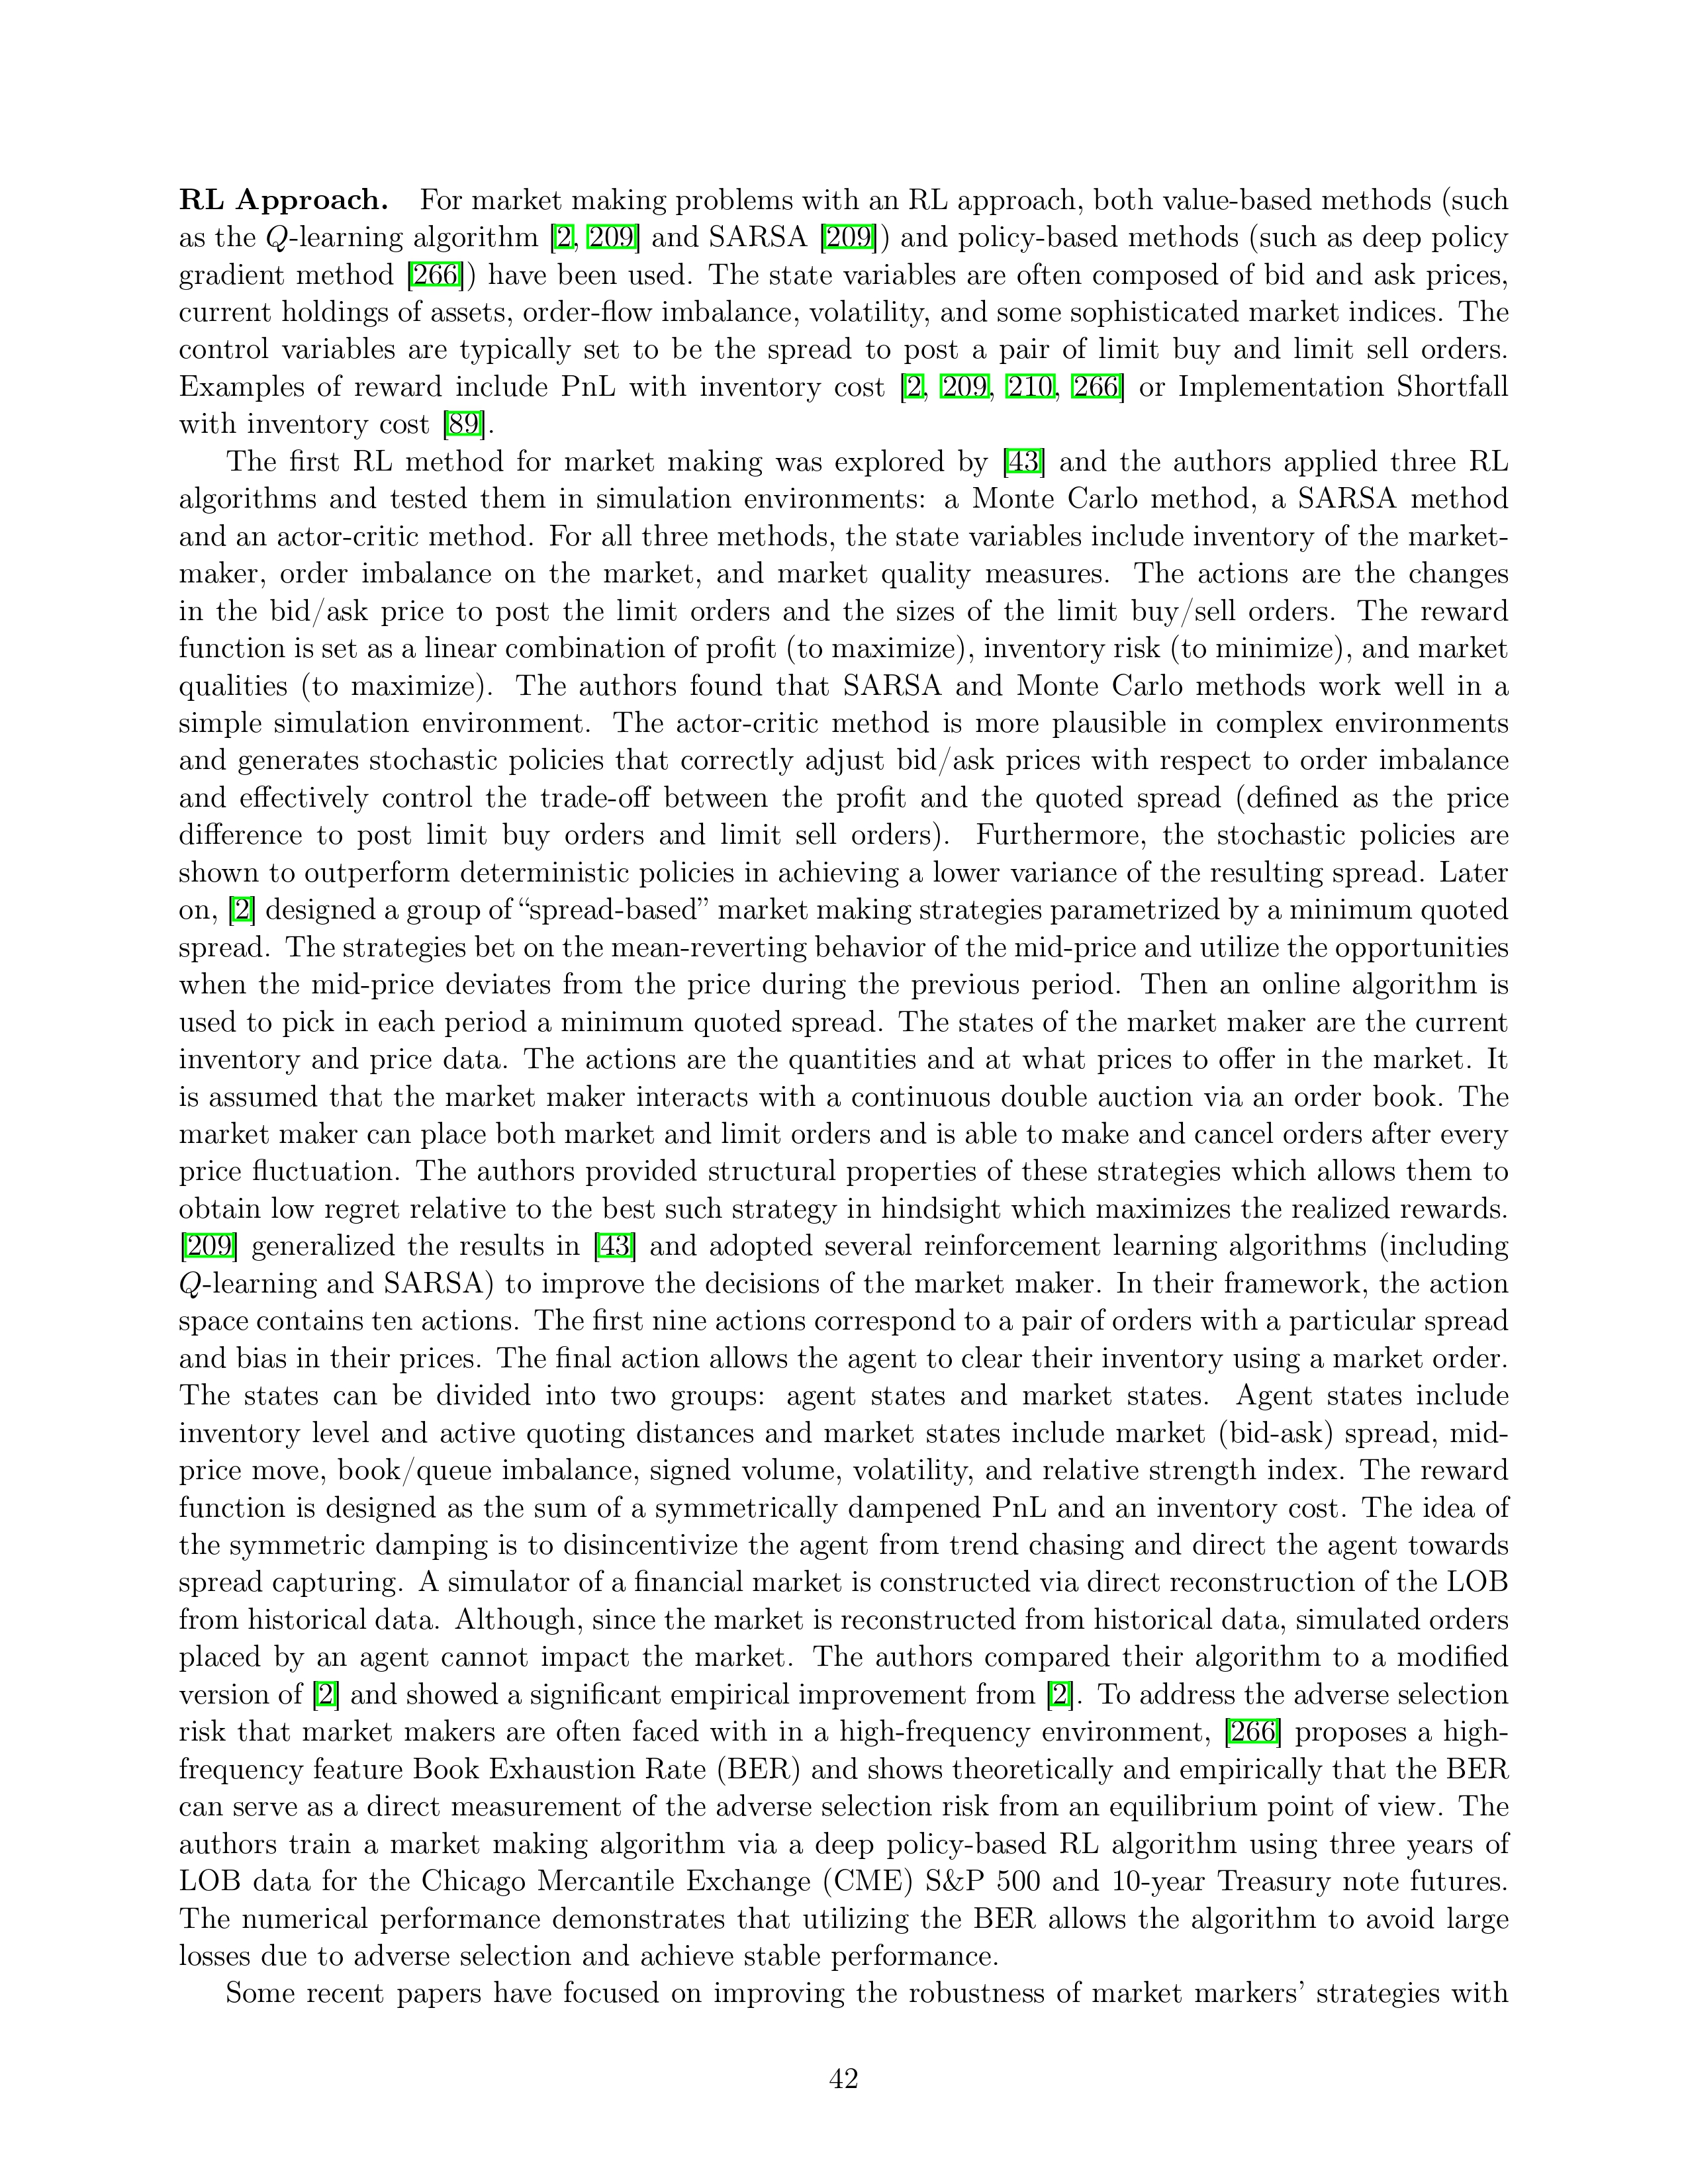 RL Approach. For market making problems with an RL approach, both value-based methods (such
as the Q-learning algorithm [2, 209] and SARSA [209]) and policy-based methods (such as deep policy
gradient method [266]) have been used. The state variables are often composed of bid and ask prices,
current holdings of assets, order-flow imbalance, volatility, and some sophisticated market indices. The
control variables are typically set to be the spread to post a pair of limit buy and limit sell orders.
Examples of reward include PnL with inventory cost [2, 209, 210, 266] or Implementation Shortfall
with inventory cost [89].
The first RL method for market making was explored by [43] and the authors applied three RL
algorithms and tested them in simulation environments: a Monte Carlo method, a SARSA method
and an actor-critic method. For all three methods, the state variables include inventory of the market-
maker, order imbalance on the market, and market quality measures. The actions are the changes
in the bid/ask price to post the limit orders and the sizes of the limit buy/sell orders. The reward
function is set as a linear combination of profit (to maximize), inventory risk (to minimize), and market
qualities (to maximize). The authors found that SARSA and Monte Carlo methods work well in a
simple simulation environment. The actor-critic method is more plausible in complex environments
and generates stochastic policies that correctly adjust bid/ask prices with respect to order imbalance
and effectively control the trade-off between the profit and the quoted spread (defined as the price
difference to post limit buy orders and limit sell orders). Furthermore, the stochastic policies are
shown to outperform deterministic policies in achieving a lower variance of the resulting spread. Later
on, [2] designed a group of “spread-based” market making strategies parametrized by a minimum quoted
spread. The strategies bet on the mean-reverting behavior of the mid-price and utilize the opportunities
when the mid-price deviates from the price during the previous period. Then an online algorithm is
used to pick in each period a minimum quoted spread. The states of the market maker are the current
inventory and price data. The actions are the quantities and at what prices to offer in the market. It
is assumed that the market maker interacts with a continuous double auction via an order book. The
market maker can place both market and limit orders and is able to make and cancel orders after every
price fluctuation. The authors provided structural properties of these strategies which allows them to
obtain low regret relative to the best such strategy in hindsight which maximizes the realized rewards.
[209] generalized the results in [43] and adopted several reinforcement learning algorithms (including
Q-learning and SARSA) to improve the decisions of the market maker. In their framework, the action
space contains ten actions. The first nine actions correspond to a pair of orders with a particular spread
and bias in their prices. The final action allows the agent to clear their inventory using a market order.
The states can be divided into two groups: agent states and market states. Agent states include
inventory level and active quoting distances and market states include market (bid-ask) spread, mid-
price move, book/queue imbalance, signed volume, volatility, and relative strength index. The reward
function is designed as the sum of a symmetrically dampened PnL and an inventory cost. The idea of
the symmetric damping is to disincentivize the agent from trend chasing and direct the agent towards
spread capturing. A simulator of a financial market is constructed via direct reconstruction of the LOB
from historical data. Although, since the market is reconstructed from historical data, simulated orders
placed by an agent cannot impact the market. The authors compared their algorithm to a modified
version of [2] and showed a significant empirical improvement from [2]. To address the adverse selection
risk that market makers are often faced with in a high-frequency environment, [266] proposes a high-
frequency feature Book Exhaustion Rate (BER) and shows theoretically and empirically that the BER
can serve as a direct measurement of the adverse selection risk from an equilibrium point of view. The
authors train a market making algorithm via a deep policy-based RL algorithm using three years of
LOB data for the Chicago Mercantile Exchange (CME) S&P 500 and 10-year Treasury note futures.
The numerical performance demonstrates that utilizing the BER allows the algorithm to avoid large
losses due to adverse selection and achieve stable performance.
Some recent papers have focused on improving the robustness of market markers’ strategies with
42